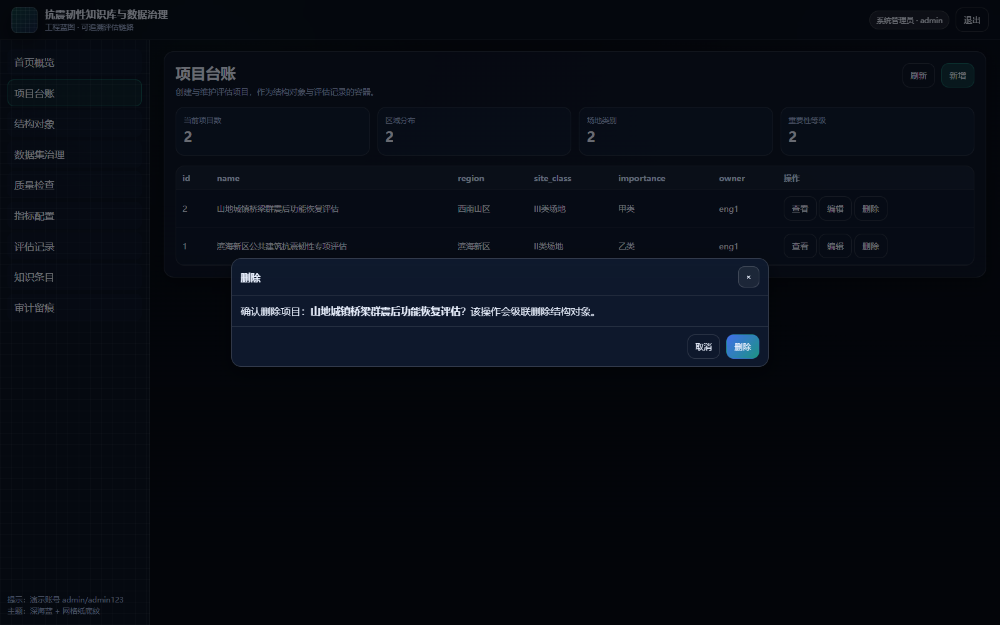 抗震韧性知识库与数据治理
工程蓝图 · 可追溯评估链路
系统管理员 · admin
退出
首页概览
项目台账
结构对象
数据集治理
质量检查
指标配置
评估记录
知识条目
审计留痕
提示：演示账号 admin/admin123
主题：深海蓝 + 网格纸底纹
项目台账
创建与维护评估项目，作为结构对象与评估记录的容器。
刷新
新增
当前项目数
2
区域分布
2
场地类别
2
重要性等级
2
id name region site_class importance owner 操作
2 山地城镇桥梁群震后功能恢复评估 西南山区 III类场地 甲类 eng1 查看 编辑 删除
1 滨海新区公共建筑抗震韧性专项评估 滨海新区 II类场地 乙类 eng1 查看 编辑 删除
删除
×
确认删除项目：山地城镇桥梁群震后功能恢复评估？该操作会级联删除结构对象。
取消
删除